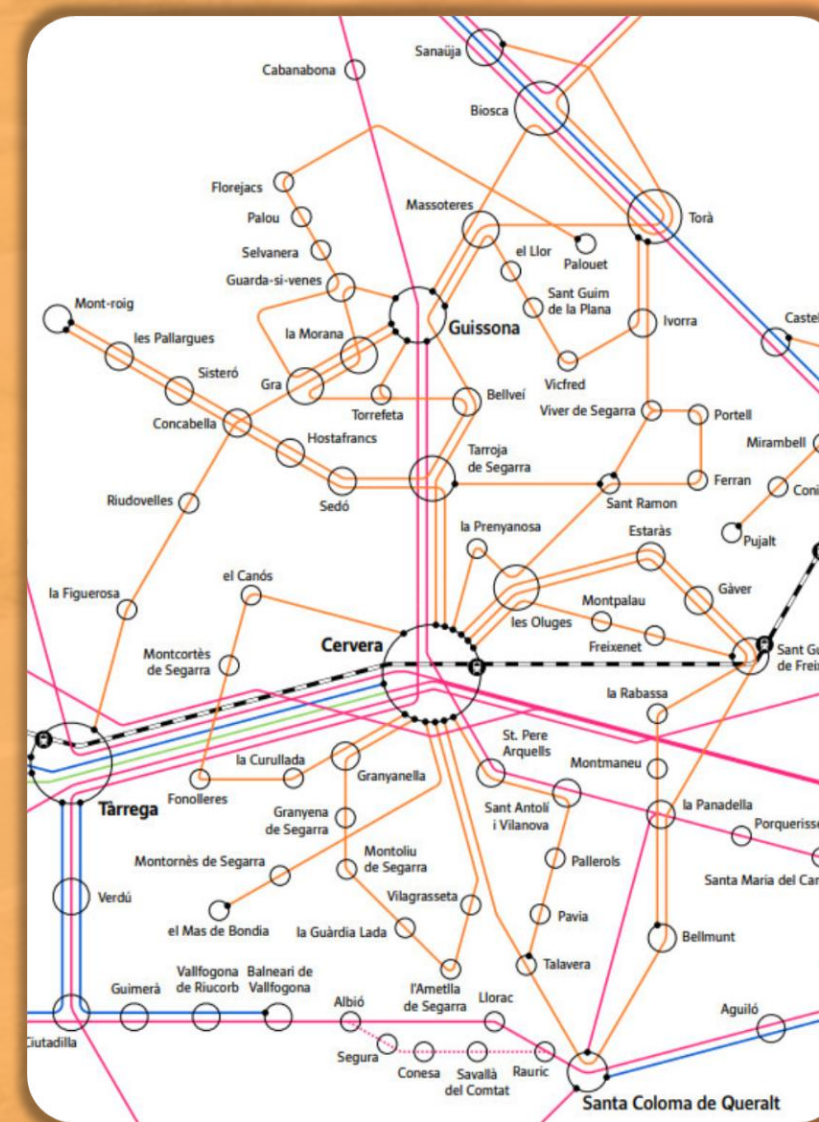 Sanaüja
Cabanabona
Biosca
Florejacs
Massoteres
Palou
Torà
el Llor
Selvanera
Palouet
Guarda-si-venes
Sant Guim
de la Plana
Mont-roig
Ivorra
Castel
Guissona
la Morana
les Pallargues
Vicfred
Sisteró
Gra
Bellveí
Torrefeta
Viver de Segarra
Portell
Concabella
Hostafrancs
Mirambell
Tarroja
de Segarra
Ferran
Coni
Riudovelles
Sedó
Sant Ramon
la Prenyanosa
Estaràs
Pujalt
el Canós
la Figuerosa
Gàver
Montpalau
les Oluges
Cervera
Freixenet
Sant Gu
de Freix
Montcortès
de Segarra
la Rabassa
St. Pere
Arquells
la Curullada
Granyanella
Montmaneu
Fonolleres
Tàrrega
Sant Antolí
i Vilanova
la Panadella
Granyena
de Segarra
Porquerisse
Montoliu
de Segarra
Pallerols
Montornès de Segarra
Santa Maria del Car
Verdú
Vilagrasseta
Pavia
el Mas de Bondia
la Guàrdia Lada
Bellmunt
Talavera
l'Ametlla
de Segarra
Guimerà
Vallfogona
de Riucorb
Balneari de
Vallfogona
Albió
Llorac
Aguiló
Ciutadilla
Segura
Conesa
Savallà
del Comtat
Rauric
Santa Coloma de Queralt